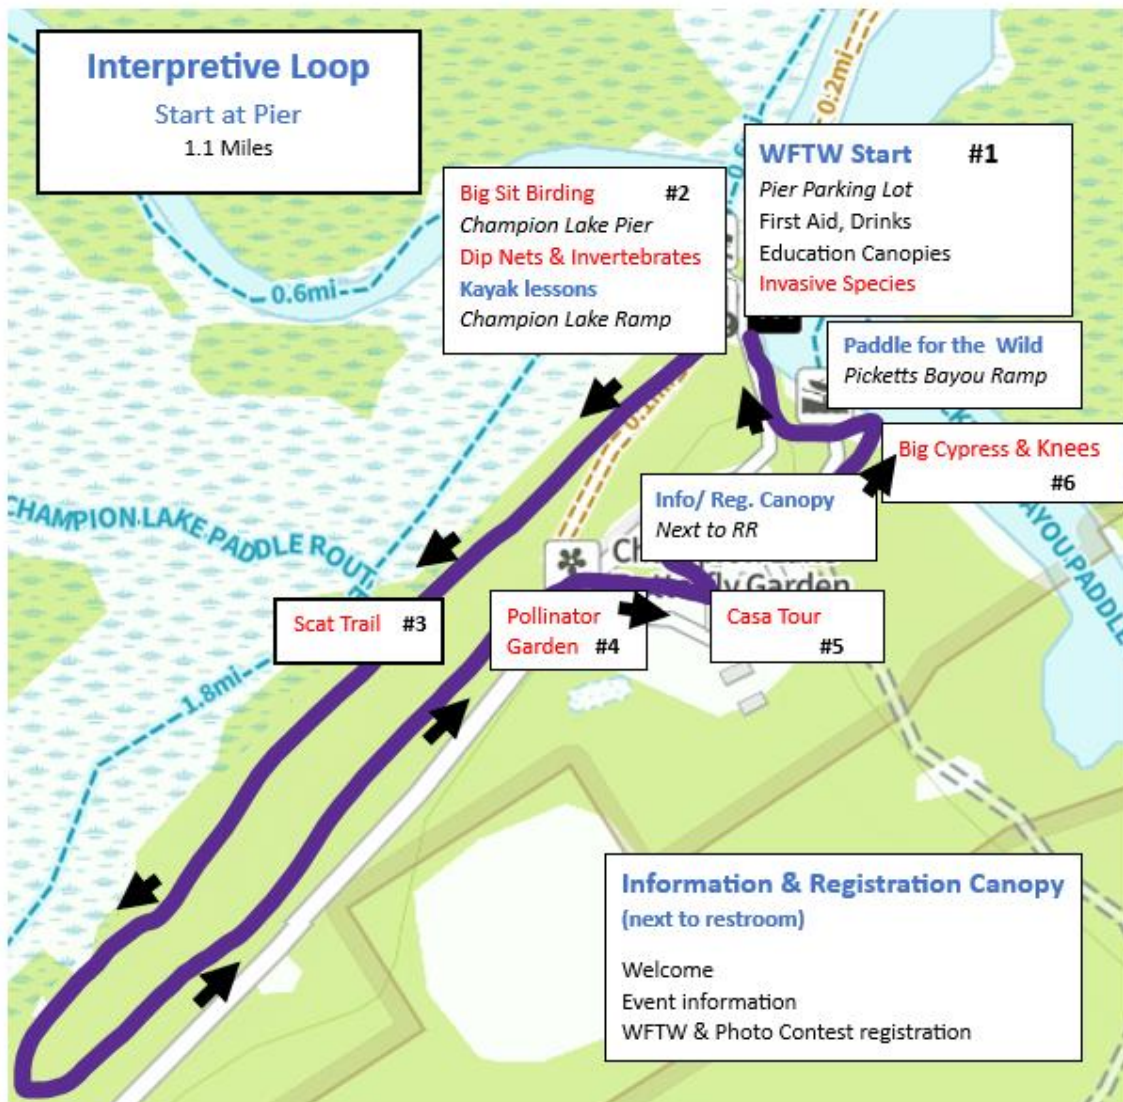 Interpretive Loop
Start at Pier
1.1 Miles
0.2mi
WFTW Start #1
Pier Parking Lot
First Aid, Drinks
Education Canopies
Invasive Species
Big Sit Birding #2
Champion Lake Pier
Dip Nets & Invertebrates
Kayak lessons
Champion Lake Ramp
0.6mi
Paddle for the Wild
Picketts Bayou Ramp
Big Cypress & Knees
#6
Info/ Reg. Canopy
Next to RR
CHAMPION LAKE PADDLE ROUTE
BAYOU PADDLE
Garden
Scat Trail #3
Pollinator
Garden #4
Casa Tour
#5
1.8mi
Information & Registration Canopy
(next to restroom)
Welcome
Event information
WFTW & Photo Contest registration